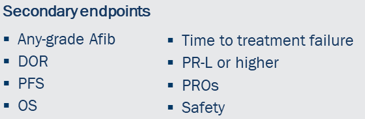 Secondary endpoints
▪ Any-grade Afib
▪ DOR
▪ PFS
▪ OS
▪ Time to treatment failure
▪ PR-L or higher
▪ PROs
▪ Safety